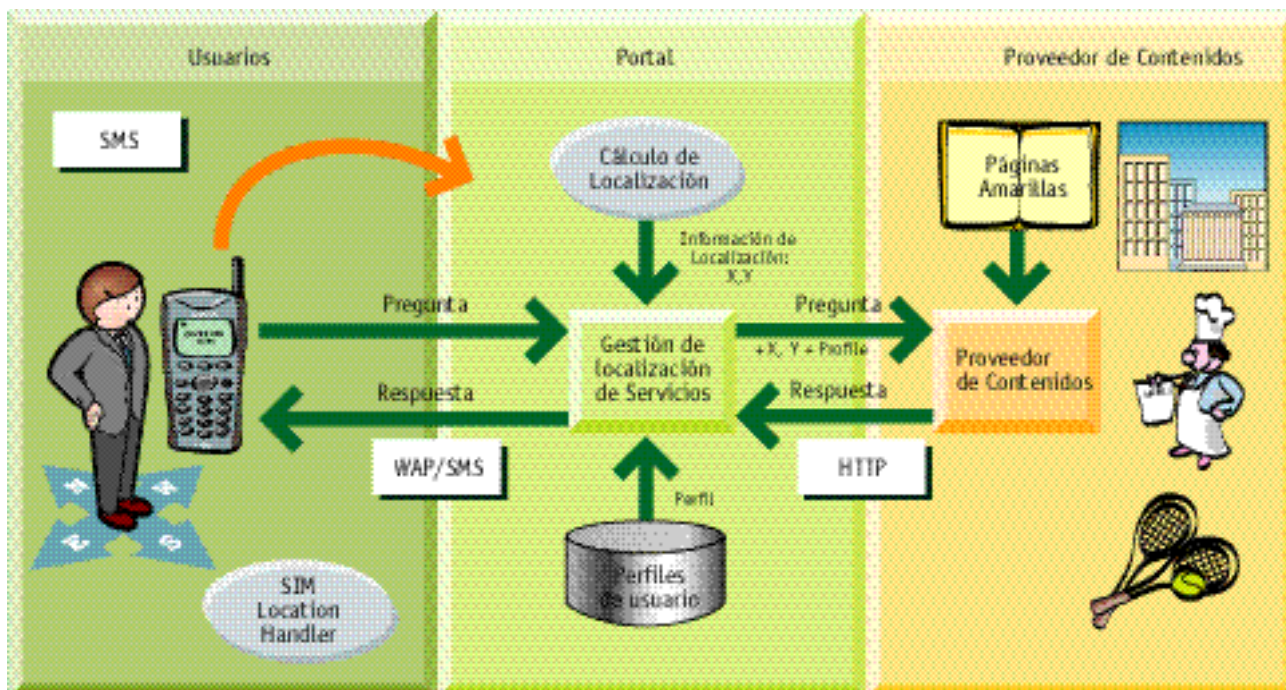 Usuarios
Portal
Proveedor de Contenidos
SMS
Cálculo de
Localización
Páginas
Amarillas
Información de
Localización:
X,Y
Pregunta
Pregunta
+ X, Y + Profile
Gestión de
localización
de Servicios
Proveedor
de Contenidos
Respuesta
Respuesta
WAP/SMS
HTTP
Perfil
Perfiles
de usuario
SIM
Location
Handler